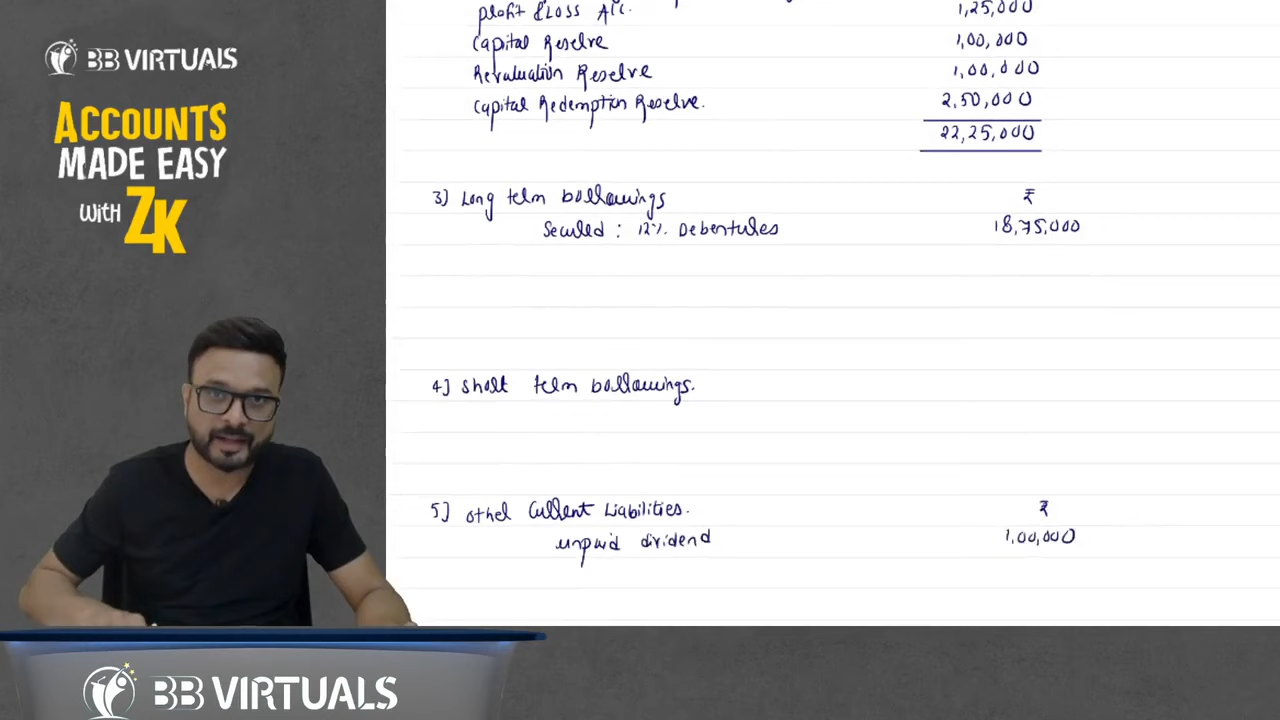 BB VIRTUALS
ACCOUNTS
MADE EASY
with ZK
profit & Loss A/c. 1,25,000
Capital Reserve 1,00,000
Revaluation Reserve 1,00,000
Capital Redemption Reserve. 2,50,000
22,25,000
3) Long term borrowings ₹
Secured : 12% Debentures 18,75,000
4) Short term borrowings.
5) Other Current Liabilities. ₹
unpaid dividend 1,00,000
BB VIRTUALS